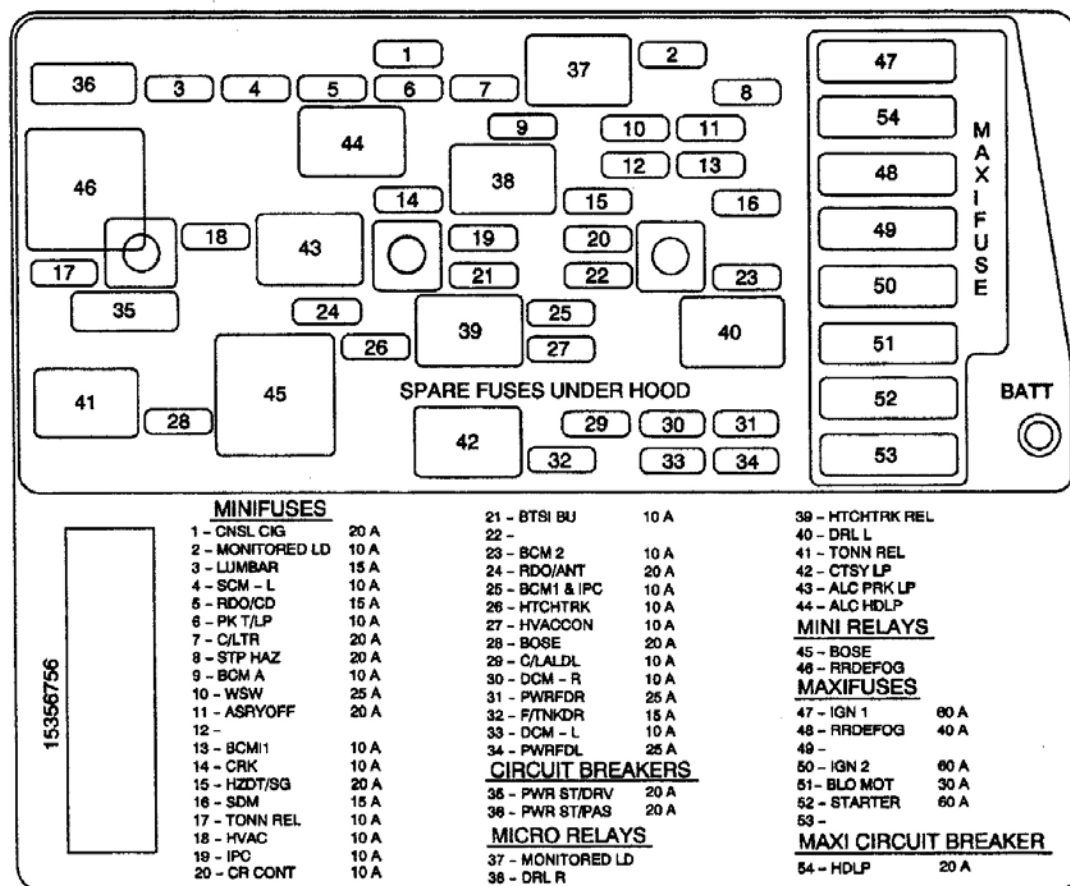 1
2
36
3
4
5
6
7
37
8
47
44
9
10
11
54
46
38
12
13
48
14
15
16
18
43
19
20
49
17
21
22
23
50
35
24
39
25
40
26
27
51
41
28
45
SPARE FUSES UNDER HOOD
42
29
30
31
52
32
33
34
53
MAXIFUSE
BATT
15356756
MINIFUSES
1 – CNSL CIG 20 A
2 – MONITORED LD 10 A
3 – LUMBAR 15 A
4 – SCM – L 10 A
5 – RDO/CD 15 A
6 – PK T/LP 10 A
7 – C/LTR 20 A
8 – STP HAZ 20 A
9 – BCM A 10 A
10 – WSW 25 A
11 – ASRYOFF 20 A
12 –
13 – BCMI1 10 A
14 – CRK 10 A
15 – HZDT/SG 20 A
16 – SDM 15 A
17 – TONN REL 10 A
18 – HVAC 10 A
19 – IPC 10 A
20 – CR CONT 10 A
21 – BTSI BU 10 A
22 –
23 – BCM 2 10 A
24 – RDO/ANT 20 A
25 – BCM1 & IPC 10 A
26 – HTCHTRK 10 A
27 – HVACCON 10 A
28 – BOSE 20 A
29 – C/LALDL 10 A
30 – DCM – R 10 A
31 – PWRFDR 25 A
32 – F/TNKDR 15 A
33 – DCM – L 10 A
34 – PWRFDL 25 A
CIRCUIT BREAKERS
35 – PWR ST/DRV 20 A
36 – PWR ST/PAS 20 A
MICRO RELAYS
37 – MONITORED LD
38 – DRL R
39 – HTCHTRK REL
40 – DRL L
41 – TONN REL
42 – CTSY LP
43 – ALC PRK LP
44 – ALC HDLP
MINI RELAYS
45 – BOSE
46 – RRDEFOG
MAXIFUSES
47 – IGN 1 60 A
48 – RRDEFOG 40 A
49 –
50 – IGN 2 60 A
51– BLO MOT 30 A
52 – STARTER 60 A
53 –
MAXI CIRCUIT BREAKER
54 – HDLP 20 A